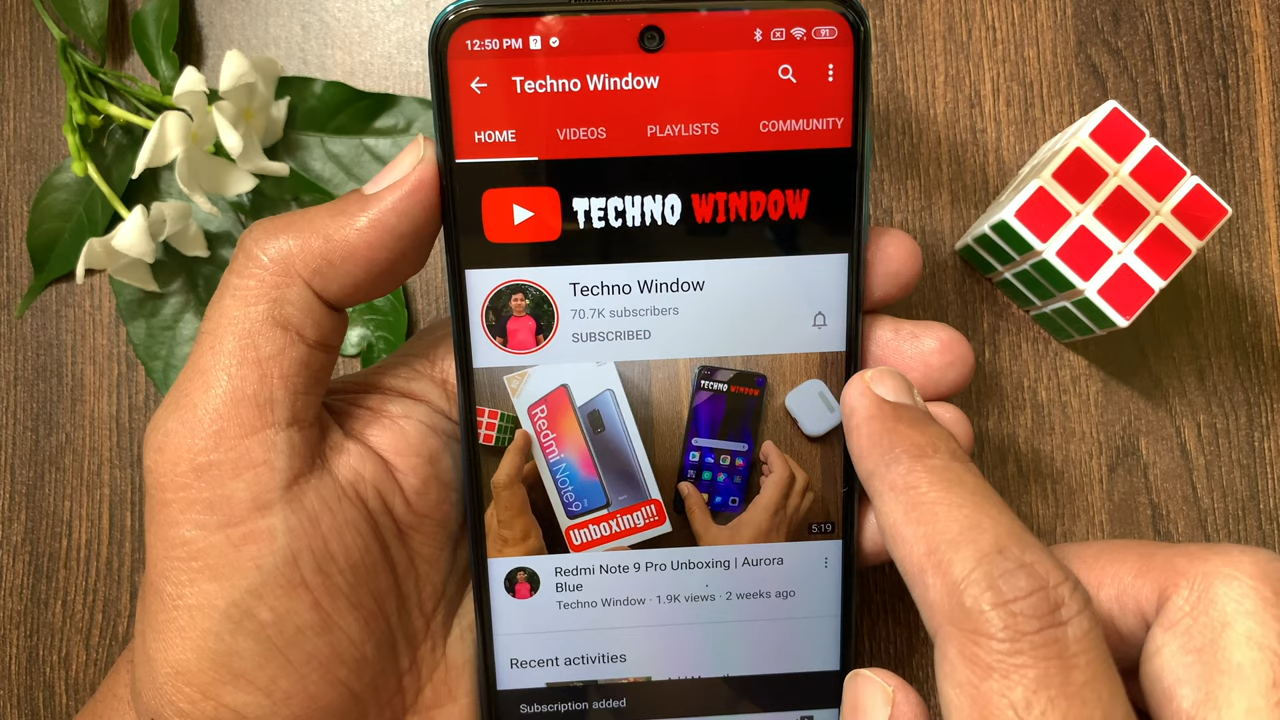 12:50 PM
91
Techno Window
HOME VIDEOS PLAYLISTS COMMUNITY
TECHNO WINDOW
Techno Window
70.7K subscribers
SUBSCRIBED
TECHNO WINDOW
Redmi Note 9
Unboxing!!!
5:19
Redmi Note 9 Pro Unboxing | Aurora
Blue
Techno Window · 1.9K views · 2 weeks ago
Recent activities
Subscription added